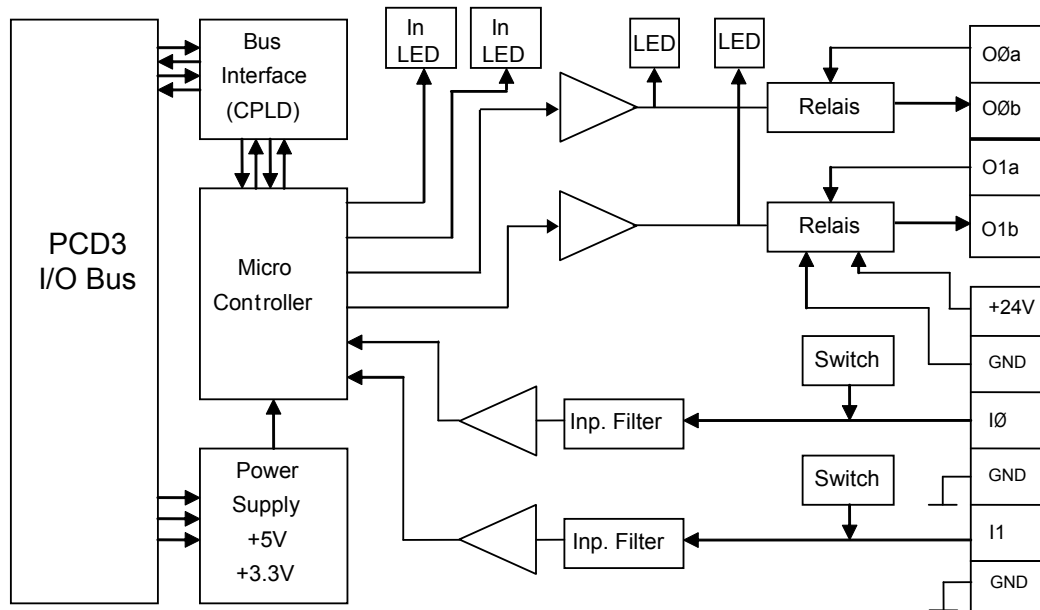 PCD3
I/O Bus
Bus
Interface
(CPLD)
Micro
Controller
Power
Supply
+5V
+3.3V
In
LED
In
LED
LED
LED
Relais
Relais
Switch
Inp. Filter
Switch
Inp. Filter
OØa
OØb
O1a
O1b
+24V
GND
IØ
GND
I1
GND